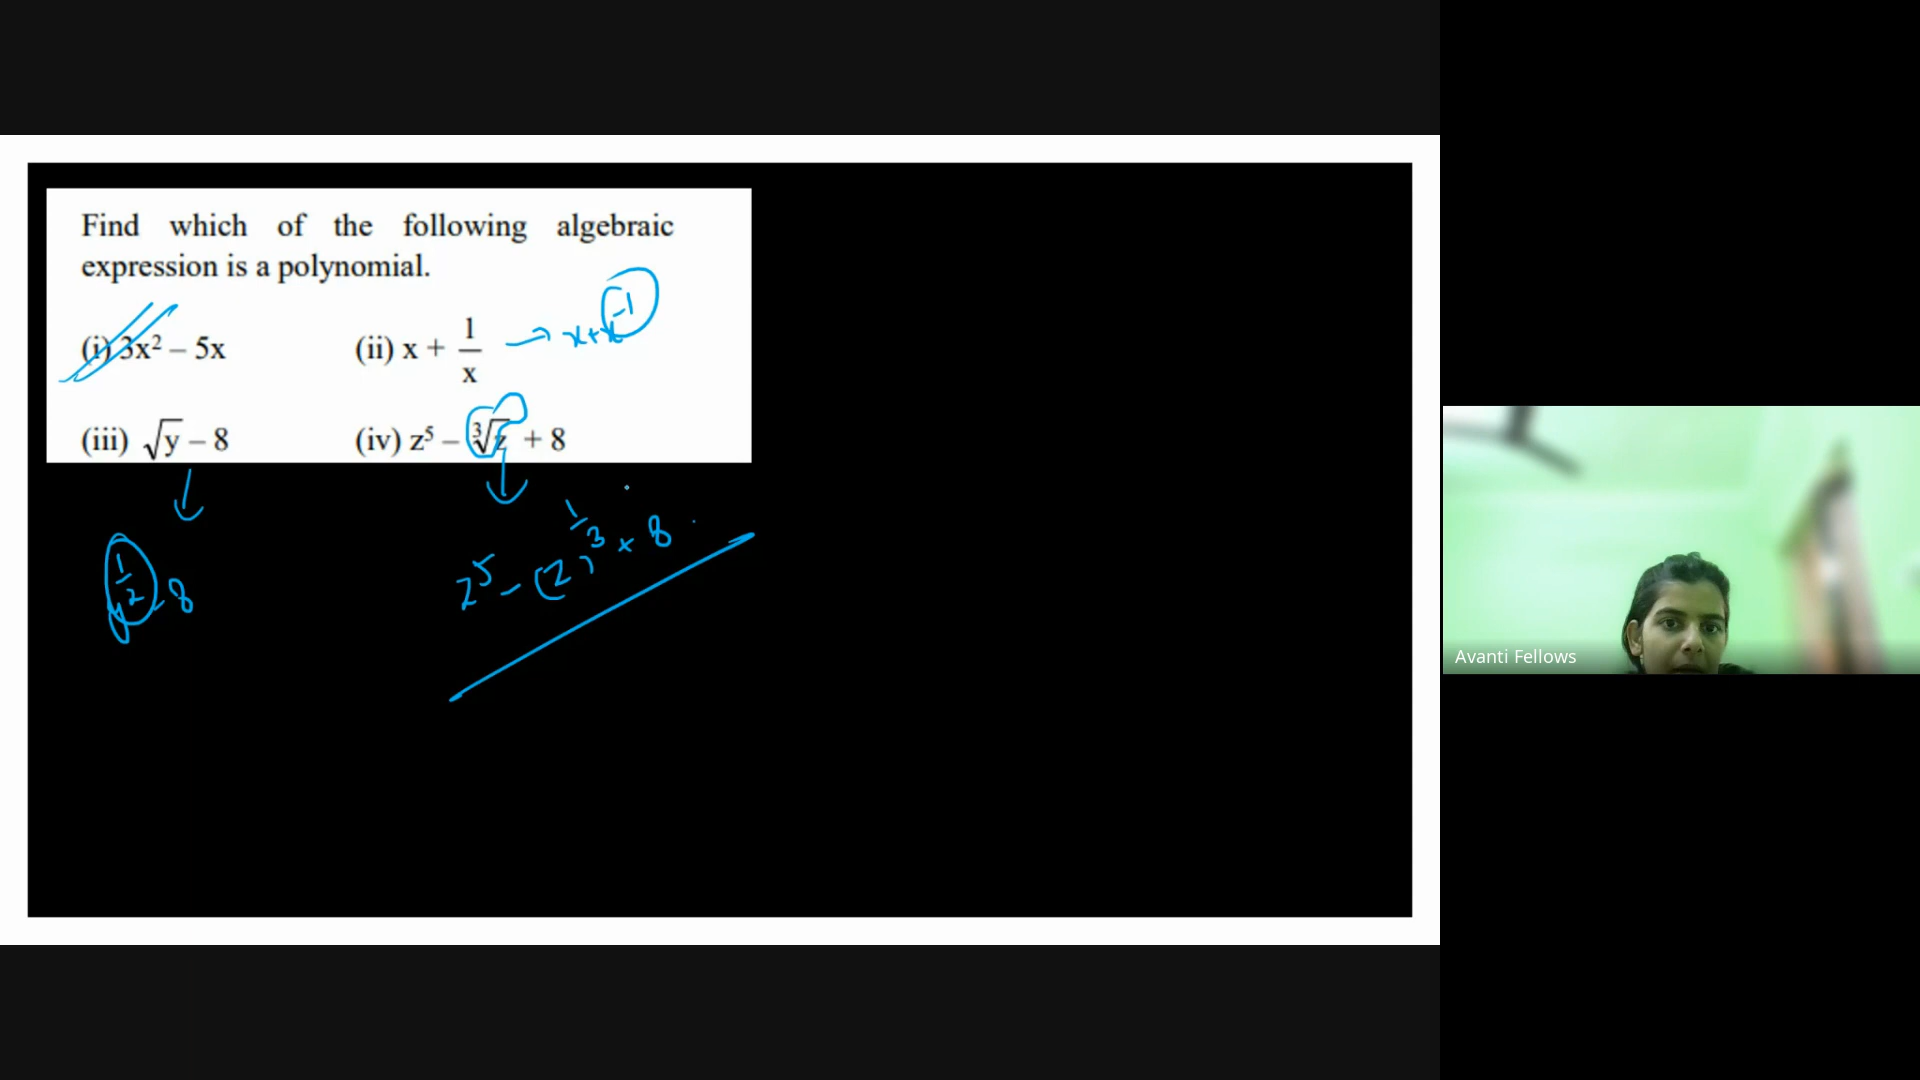 Find which of the following algebraic
expression is a polynomial.
(i) 3x² – 5x (ii) x + 1/x → x+x⁻¹
(iii) √y – 8 (iv) z⁵ – ∛z + 8
y^(1/2) - 8
z⁵ - (z)^(1/3) × 8
Avanti Fellows